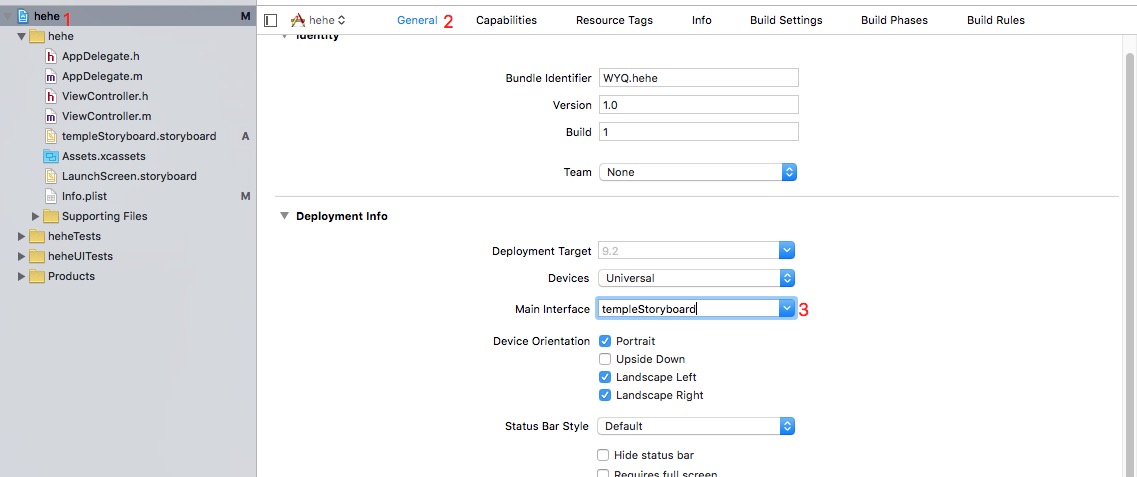 hehe 1 M
hehe
h AppDelegate.h
m AppDelegate.m
h ViewController.h
m ViewController.m
templeStoryboard.storyboard A
Assets.xcassets
LaunchScreen.storyboard
Info.plist M
Supporting Files
heheTests
heheUITests
Products
hehe General 2 Capabilities Resource Tags Info Build Settings Build Phases Build Rules
Identity
Bundle Identifier WYQ.hehe
Version 1.0
Build 1
Team None
Deployment Info
Deployment Target 9.2
Devices Universal
Main Interface templeStoryboard 3
Device Orientation Portrait
Upside Down
Landscape Left
Landscape Right
Status Bar Style Default
Hide status bar
Requires full screen